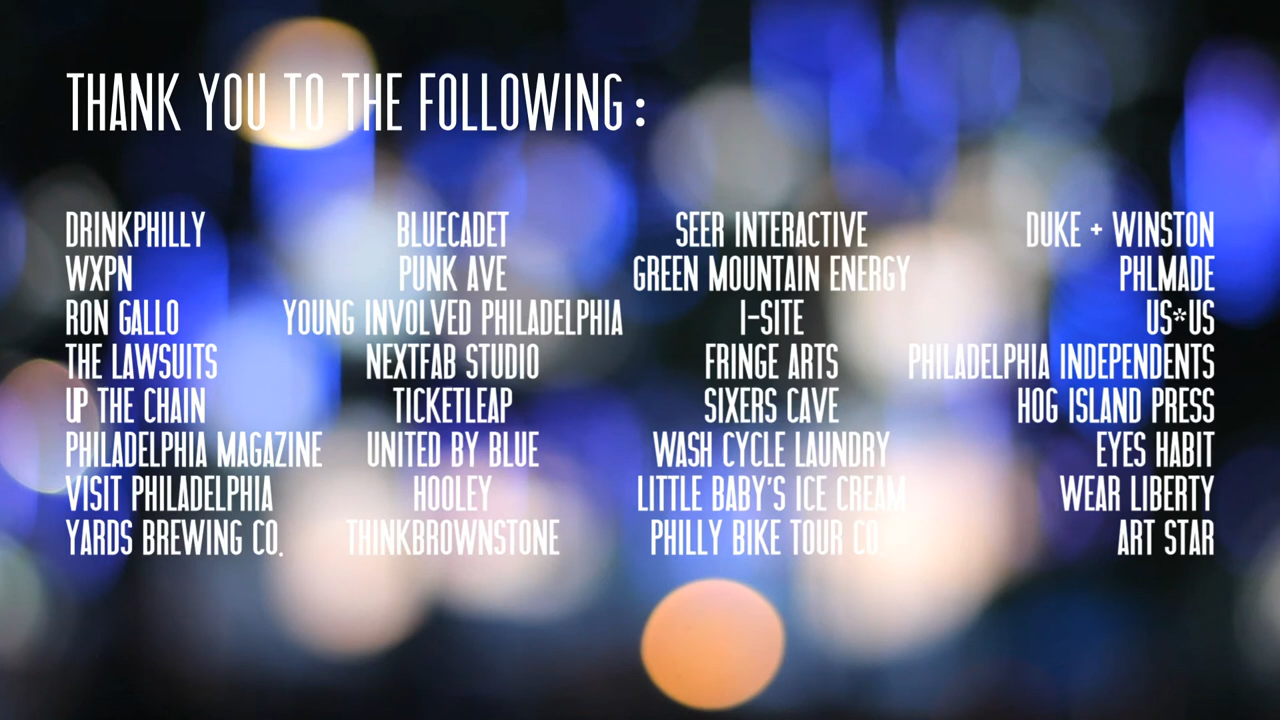 THANK YOU TO THE FOLLOWING:
DRINKPHILLY
WXPN
RON GALLO
THE LAWSUITS
UP THE CHAIN
PHILADELPHIA MAGAZINE
VISIT PHILADELPHIA
YARDS BREWING CO.
BLUECADET
PUNK AVE
YOUNG INVOLVED PHILADELPHIA
NEXTFAB STUDIO
TICKETLEAP
UNITED BY BLUE
HOOLEY
THINKBROWNSTONE
SEER INTERACTIVE
GREEN MOUNTAIN ENERGY
I-SITE
FRINGE ARTS
SIXERS CAVE
WASH CYCLE LAUNDRY
LITTLE BABY'S ICE CREAM
PHILLY BIKE TOUR CO.
DUKE + WINSTON
PHLMADE
US*US
PHILADELPHIA INDEPENDENTS
HOG ISLAND PRESS
EYES HABIT
WEAR LIBERTY
ART STAR